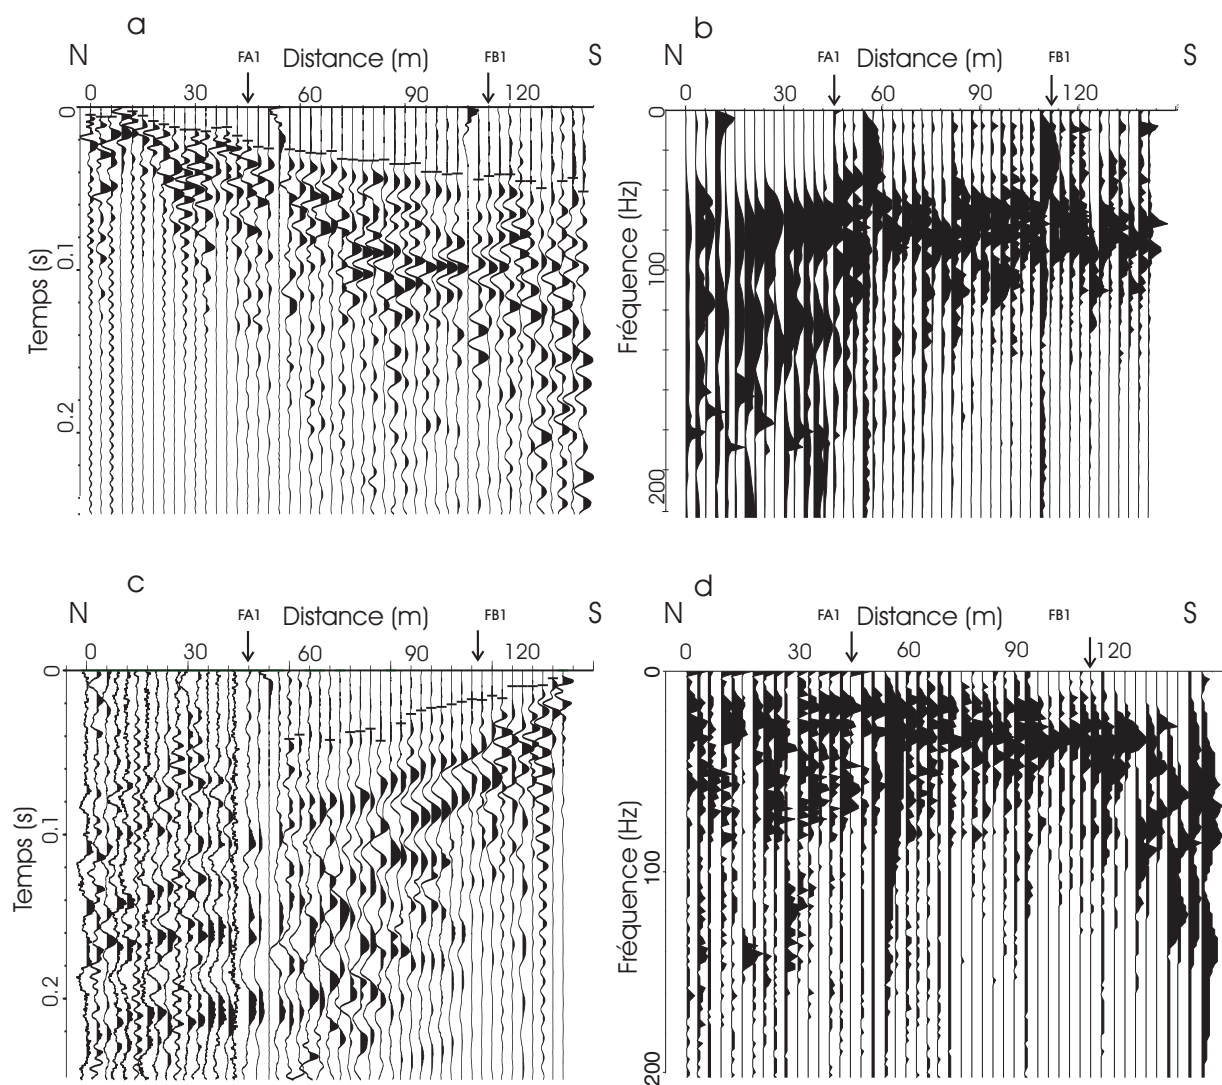 a
N FA1 Distance (m) FB1 S
0 30 60 90 120
0
0.1
0.2
Temps (s)
b
N FA1 Distance (m) FB1 S
0 30 60 90 120
0
100
200
Fréquence (Hz)
c
N FA1 Distance (m) FB1 S
0 30 60 90 120
0
0.1
0.2
Temps (s)
d
N FA1 Distance (m) FB1 S
0 30 60 90 120
0
100
200
Fréquence (Hz)